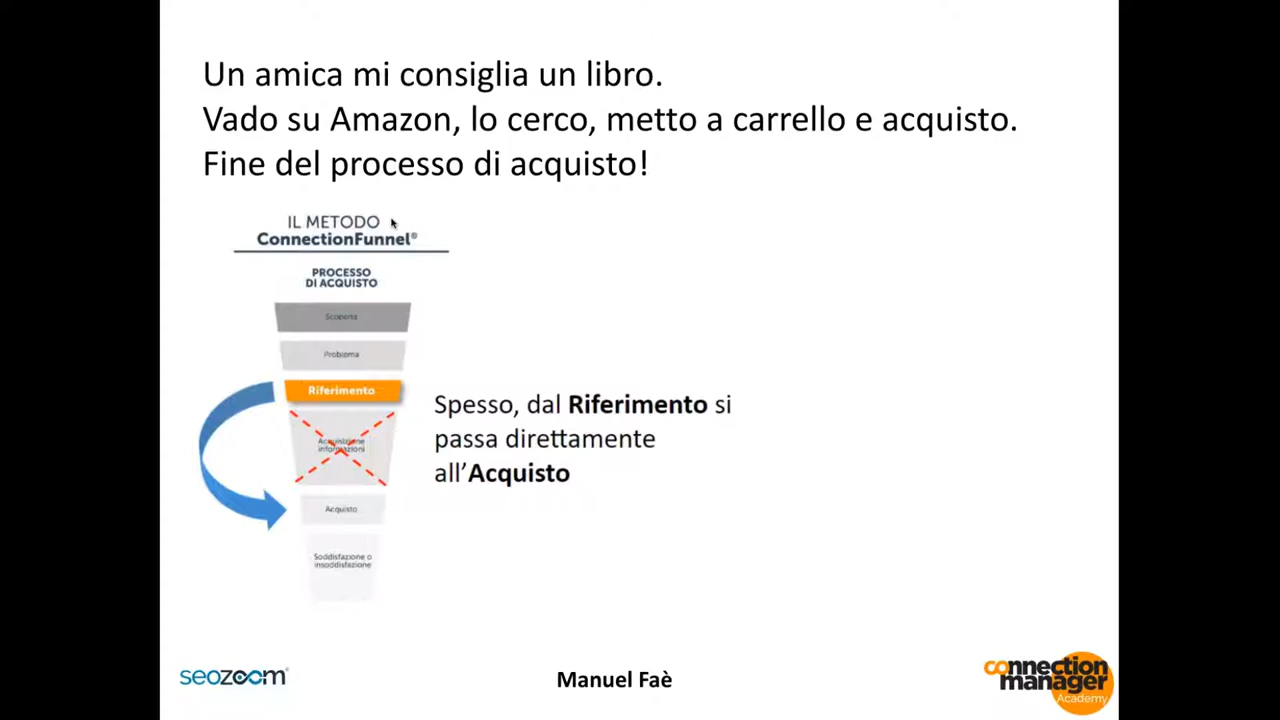 Un amica mi consiglia un libro.
Vado su Amazon, lo cerco, metto a carrello e acquisto.
Fine del processo di acquisto!
IL METODO
ConnectionFunnel®
PROCESSO
DI ACQUISTO
Scoperta
Problema
Riferimento
Acquisizione
informazioni
Acquisto
Soddisfazione o
insoddisfazione
Spesso, dal Riferimento si
passa direttamente
all'Acquisto
seozoom®
Manuel Faè
connection
manager
Academy